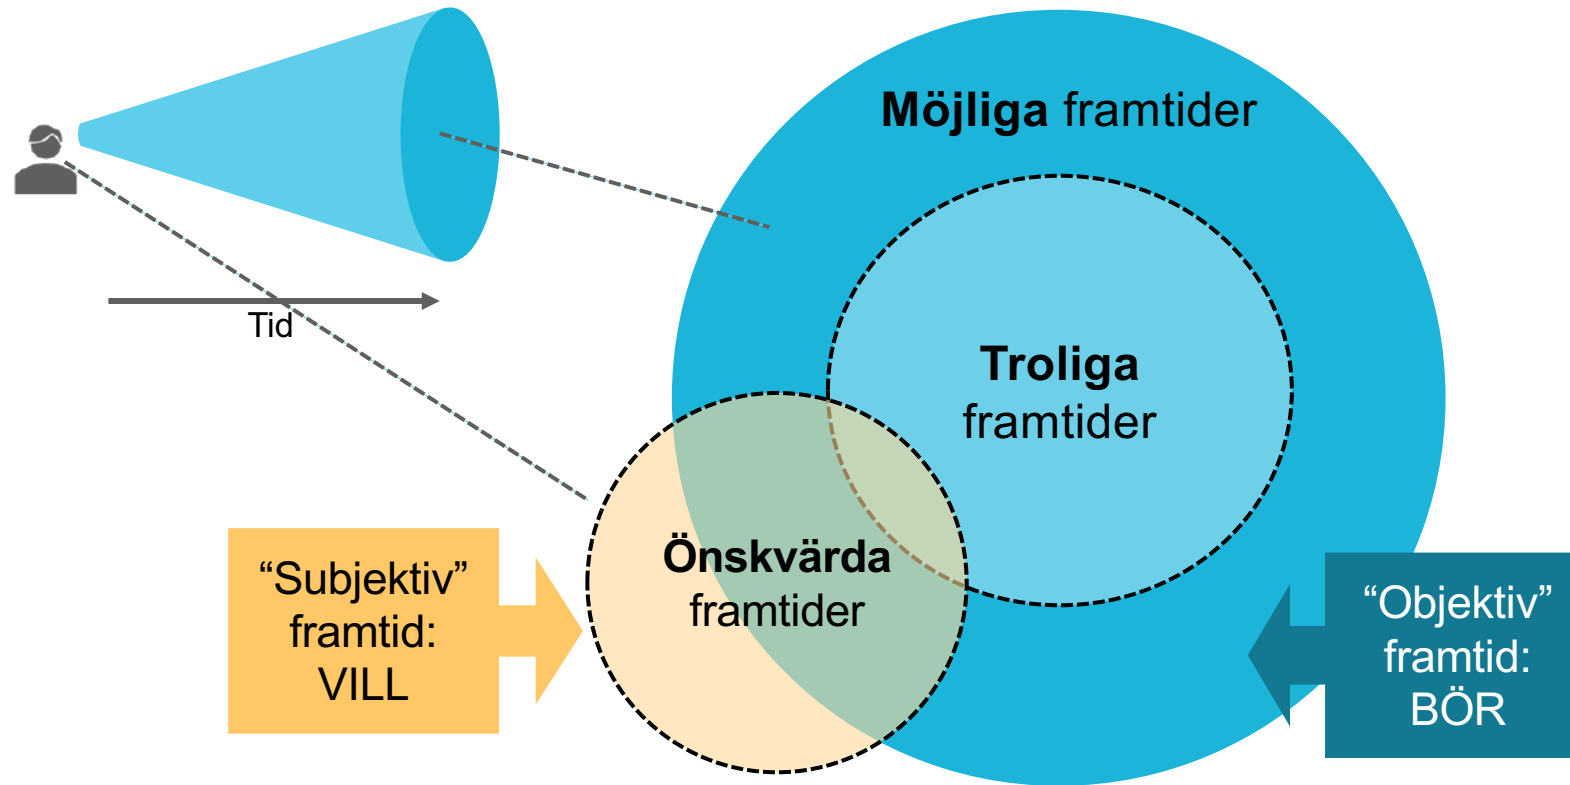 Möjliga framtider
Tid
Troliga
framtider
Önskvärda
framtider
“Subjektiv”
framtid:
VILL
“Objektiv”
framtid:
BÖR